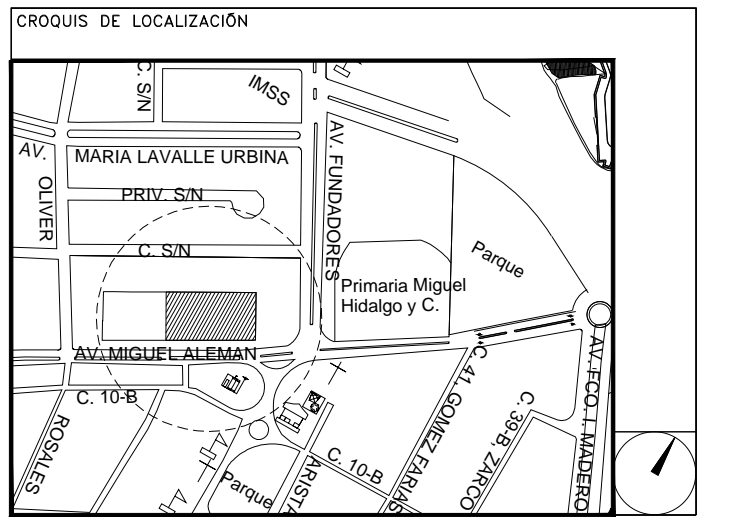 CROQUIS DE LOCALIZACIÓN
C. S/N
IMSS
AV.
OLIVER
MARIA LAVALLE URBINA
AV. FUNDADORES
PRIV. S/N
C. S/N
Parque
Primaria Miguel
Hidalgo y C.
AV. MIGUEL ALEMAN
C. 10-B
ROSALES
Parque
ARISTA
C. 10-B
C. 41, GOMEZ FARIAS
C. 39-B, ZARCO
AV. FCO. I. MADERO